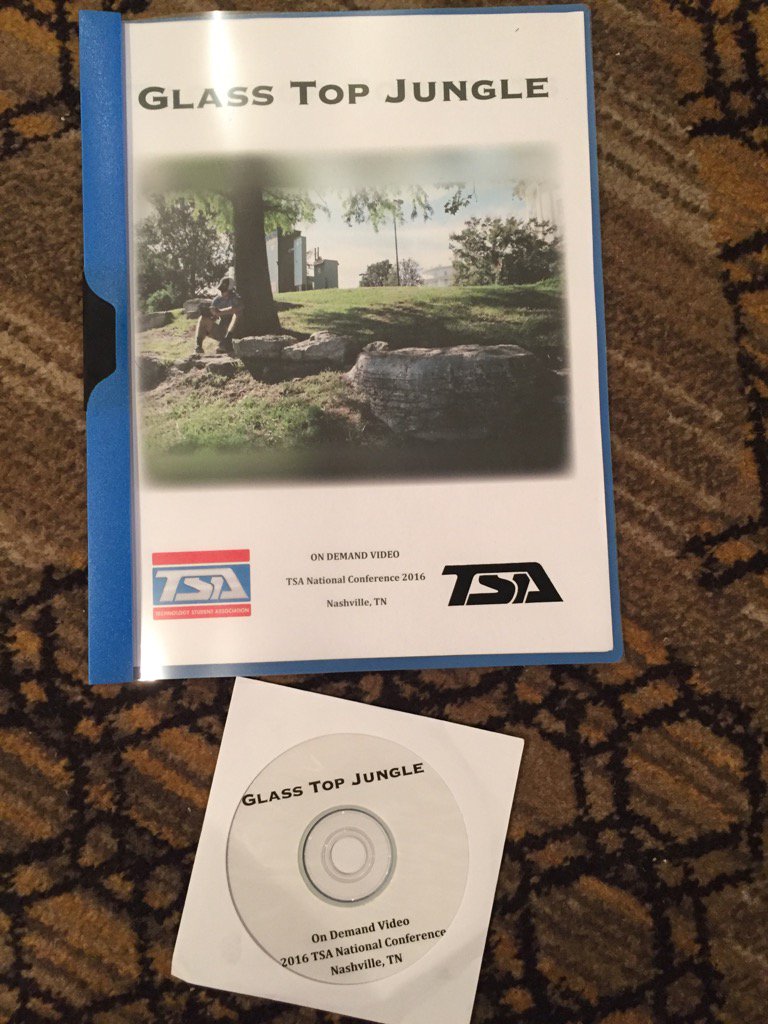 GLASS TOP JUNGLE
ON DEMAND VIDEO
TSA National Conference 2016
Nashville, TN
TSA
TECHNOLOGY STUDENT ASSOCIATION
TSA
GLASS TOP JUNGLE
On Demand Video
2016 TSA National Conference
Nashville, TN